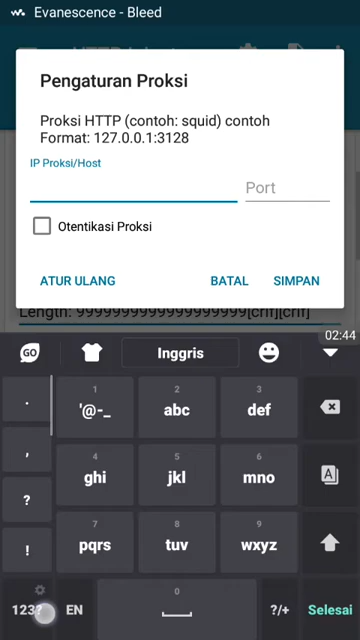 Evanescence - Bleed
Pengaturan Proksi
Proksi HTTP (contoh: squid) contoh
Format: 127.0.0.1:3128
IP Proksi/Host
Port
Otentikasi Proksi
ATUR ULANG
BATAL
SIMPAN
Length: 99999999999999999999[crlf][crlf]
02:44
GO
Inggris
.
1
'@-_
2
abc
3
def
,
4
ghi
5
jkl
6
mno
A
?
!
7
pqrs
8
tuv
9
wxyz
123?
EN
0
?/+
Selesai